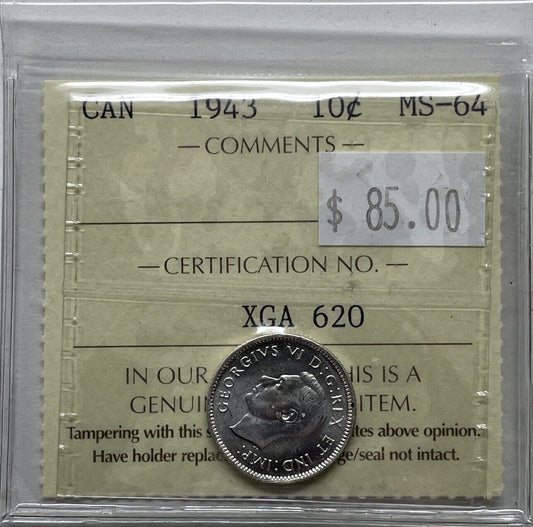 CAN 1943 10¢ MS-64
— COMMENTS —
$ 85.00
— CERTIFICATION NO. —
XGA 620
IN OUR HIS IS A
GENUI ITEM.
Tampering with this s tes above opinion.
Have holder replac ge/seal not intact.
GEORGIVS VI D:G:REX ET IND:IMP: